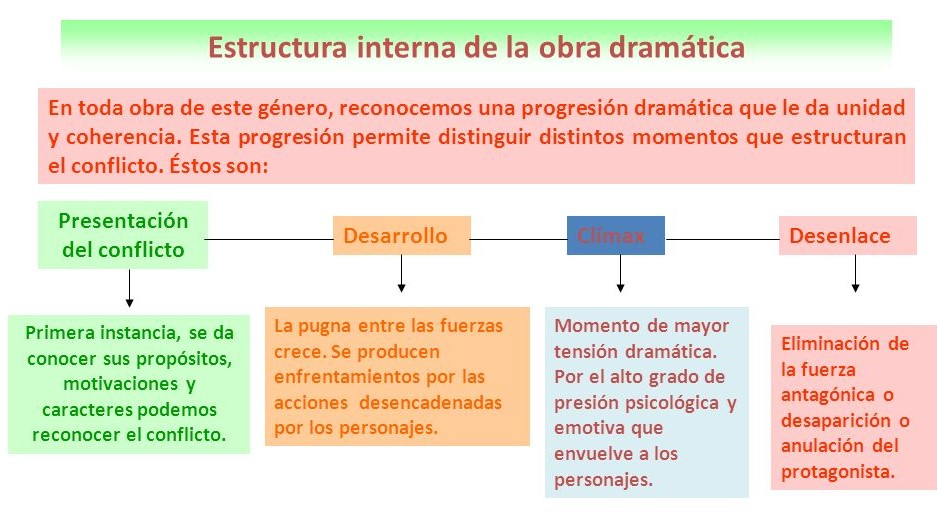 Estructura interna de la obra dramática
En toda obra de este género, reconocemos una progresión dramática que le da unidad
y coherencia. Esta progresión permite distinguir distintos momentos que estructuran
el conflicto. Éstos son:
Presentación
del conflicto
Desarrollo
Clímax
Desenlace
Primera instancia, se da
conocer sus propósitos,
motivaciones y
caracteres podemos
reconocer el conflicto.
La pugna entre las fuerzas
crece. Se producen
enfrentamientos por las
acciones desencadenadas
por los personajes.
Momento de mayor
tensión dramática.
Por el alto grado de
presión psicológica y
emotiva que
envuelve a los
personajes.
Eliminación de
la fuerza
antagónica o
desaparición o
anulación del
protagonista.